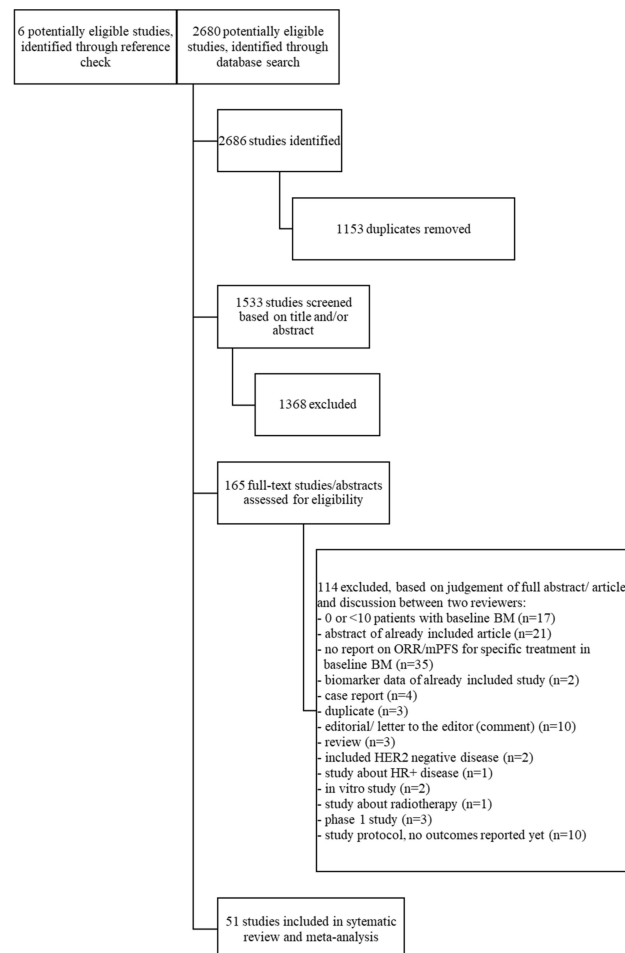 6 potentially eligible studies,
identified through reference
check
2680 potentially eligible
studies, identified through
database search
2686 studies identified
1153 duplicates removed
1533 studies screened
based on title and/or
abstract
1368 excluded
165 full-text studies/abstracts
assessed for eligibility
114 excluded, based on judgement of full abstract/ article
and discussion between two reviewers:
- 0 or <10 patients with baseline BM (n=17)
- abstract of already included article (n=21)
- no report on ORR/mPFS for specific treatment in
baseline BM (n=35)
- biomarker data of already included study (n=2)
- case report (n=4)
- duplicate (n=3)
- editorial/ letter to the editor (comment) (n=10)
- review (n=3)
- included HER2 negative disease (n=2)
- study about HR+ disease (n=1)
- in vitro study (n=2)
- study about radiotherapy (n=1)
- phase 1 study (n=3)
- study protocol, no outcomes reported yet (n=10)
51 studies included in sytematic
review and meta-analysis